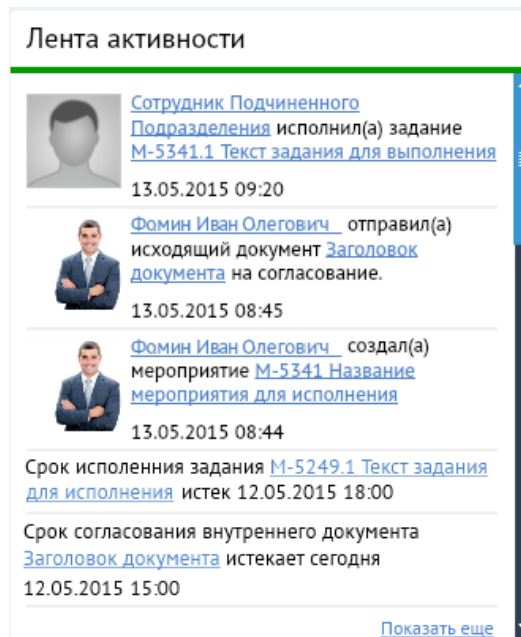 Лента активности
Сотрудник Подчиненного
Подразделения исполнил(а) задание
М-5341.1 Текст задания для выполнения
13.05.2015 09:20
Фомин Иван Олегович отправил(а)
исходящий документ Заголовок
документа на согласование.
13.05.2015 08:45
Фомин Иван Олегович создал(а)
мероприятие М-5341 Название
мероприятия для исполнения
13.05.2015 08:44
Срок исполенния задания М-5249.1 Текст задания
для исполнения истек 12.05.2015 18:00
Срок согласования внутреннего документа
Заголовок документа истекает сегодня
12.05.2015 15:00
Показать еще